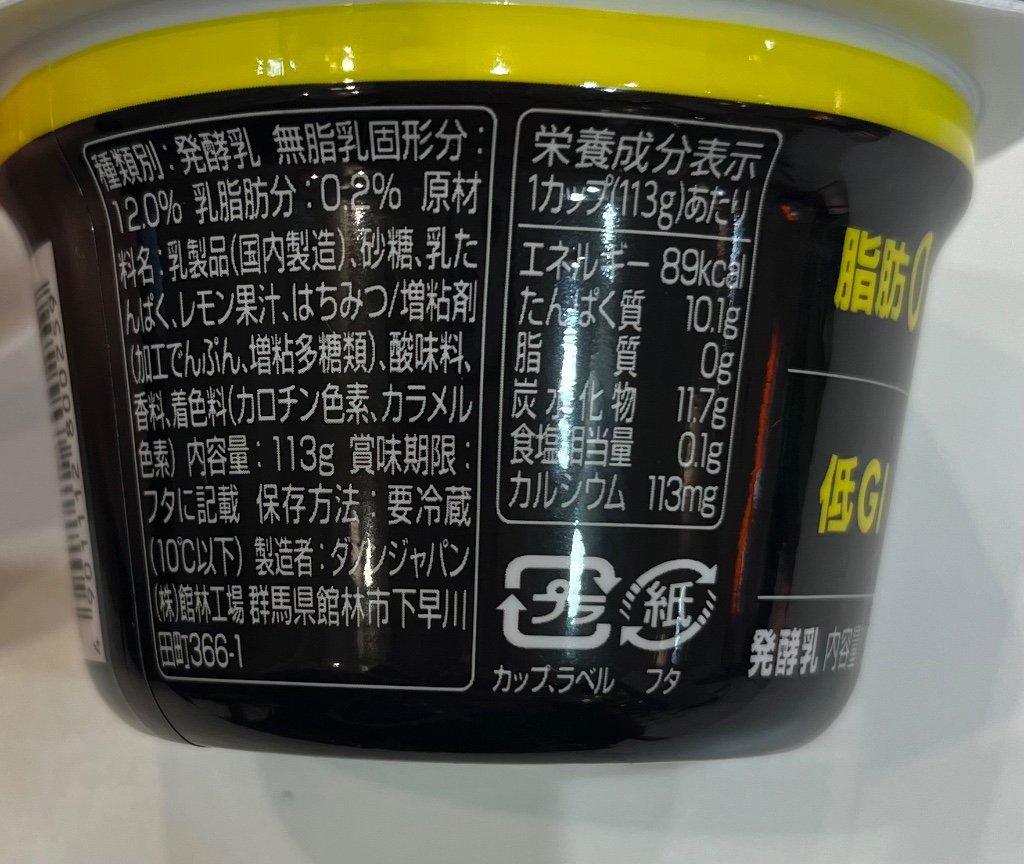 種類別：発酵乳 無脂乳固形分：
12.0% 乳脂肪分：0.2% 原材
料名：乳製品(国内製造)、砂糖、乳た
んぱく、レモン果汁、はちみつ/増粘剤
(加工でんぷん、増粘多糖類)、酸味料、
香料、着色料(カロチン色素、カラメル
色素) 内容量：113g 賞味期限：
フタに記載 保存方法：要冷蔵
(10℃以下) 製造者：ダノンジャパン
(株)館林工場 群馬県館林市下早川
田町366-1
栄養成分表示
1カップ(113g)あたり
エネルギー 89kcal
たんぱく質 10.1g
脂質 0g
炭水化物 11.7g
食塩相当量 0.1g
カルシウム 113mg
プラ
紙
カップ、ラベル フタ
脂肪0
低GI
発酵乳 内容量